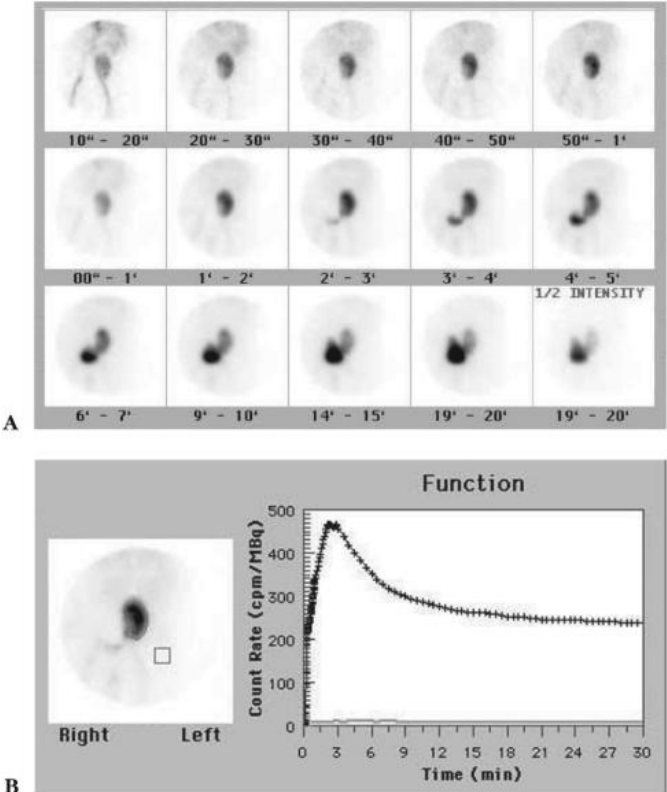 10“ - 20“ 20“ - 30“ 30“ - 40“ 40“ - 50“ 50“ - 1‘
00“ - 1‘ 1‘ - 2‘ 2‘ - 3‘ 3‘ - 4‘ 4‘ - 5‘
1/2 INTENSITY
6‘ - 7‘ 9‘ - 10‘ 14‘ - 15‘ 19‘ - 20‘ 19‘ - 20‘
A
Function
Count Rate (cpm/MBq)
500
400
300
200
100
0
0 3 6 9 12 15 18 21 24 27 30
Time (min)
Right Left
B